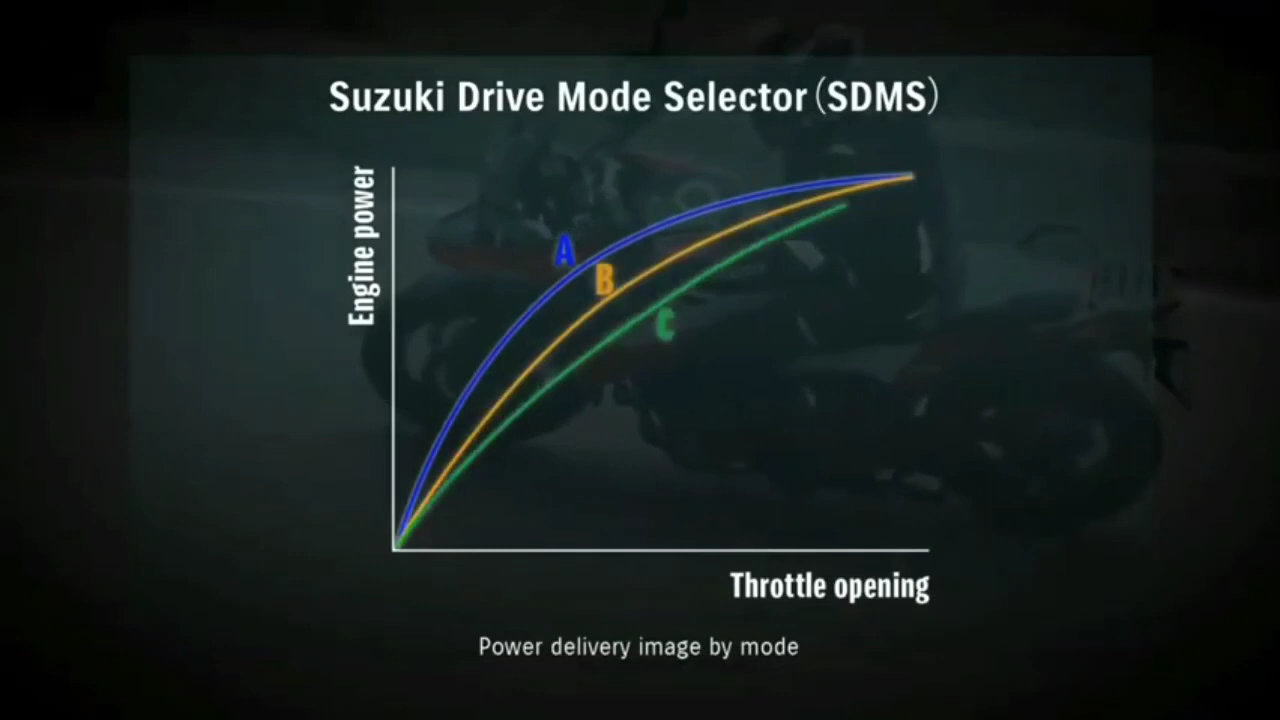 Suzuki Drive Mode Selector (SDMS)
Engine power
A
B
C
Throttle opening
Power delivery image by mode